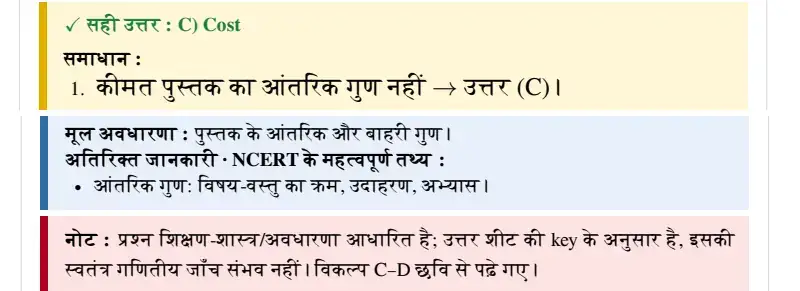 ✓ सही उत्तर : C) Cost
समाधान :
1. कीमत पुस्तक का आंतरिक गुण नहीं → उत्तर (C)।
मूल अवधारणा : पुस्तक के आंतरिक और बाहरी गुण।
अतिरिक्त जानकारी · NCERT के महत्वपूर्ण तथ्य :
• आंतरिक गुण: विषय-वस्तु का क्रम, उदाहरण, अभ्यास।
नोट : प्रश्न शिक्षण-शास्त्र/अवधारणा आधारित है; उत्तर शीट की key के अनुसार है, इसकी
स्वतंत्र गणितीय जाँच संभव नहीं। विकल्प C–D छवि से पढ़े गए।